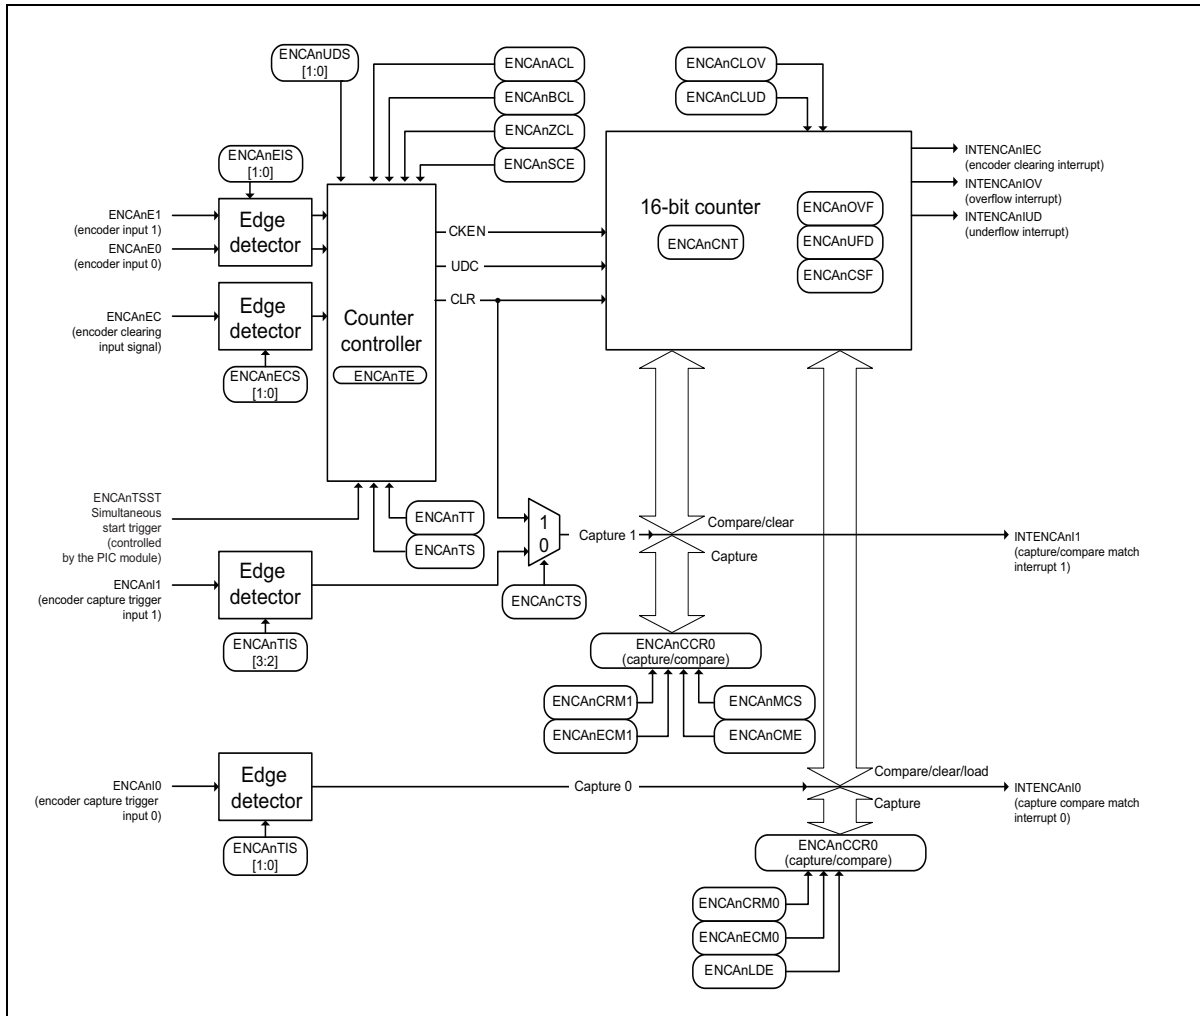 ENCAnUDS
[1:0]
ENCAnACL
ENCAnBCL
ENCAnZCL
ENCAnSCE
ENCAnCLOV
ENCAnCLUD
ENCAnEIS
[1:0]
ENCAnE1
(encoder input 1)
ENCAnE0
(encoder input 0)
Edge
detector
ENCAnEC
(encoder clearing
input signal)
Edge
detector
ENCAnECS
[1:0]
Counter
controller
ENCAnTE
CKEN
UDC
CLR
16-bit counter
ENCAnCNT
ENCAnOVF
ENCAnUFD
ENCAnCSF
INTENCAnIEC
(encoder clearing interrupt)
INTENCAnIOV
(overflow interrupt)
INTENCAnIUD
(underflow interrupt)
ENCAnTSST
Simultaneous
start trigger
(controlled
by the PIC module)
ENCAnTT
ENCAnTS
1
0
ENCAnCTS
Capture 1
Compare/clear
Capture
INTENCAnI1
(capture/compare match
interrupt 1)
ENCAnI1
(encoder capture trigger
input 1)
Edge
detector
ENCAnTIS
[3:2]
ENCAnCCR0
(capture/compare)
ENCAnCRM1
ENCAnECM1
ENCAnMCS
ENCAnCME
ENCAnI0
(encoder capture trigger
input 0)
Edge
detector
ENCAnTIS
[1:0]
Capture 0
Compare/clear/load
Capture
INTENCAnI0
(capture compare match
interrupt 0)
ENCAnCCR0
(capture/compare)
ENCAnCRM0
ENCAnECM0
ENCAnLDE